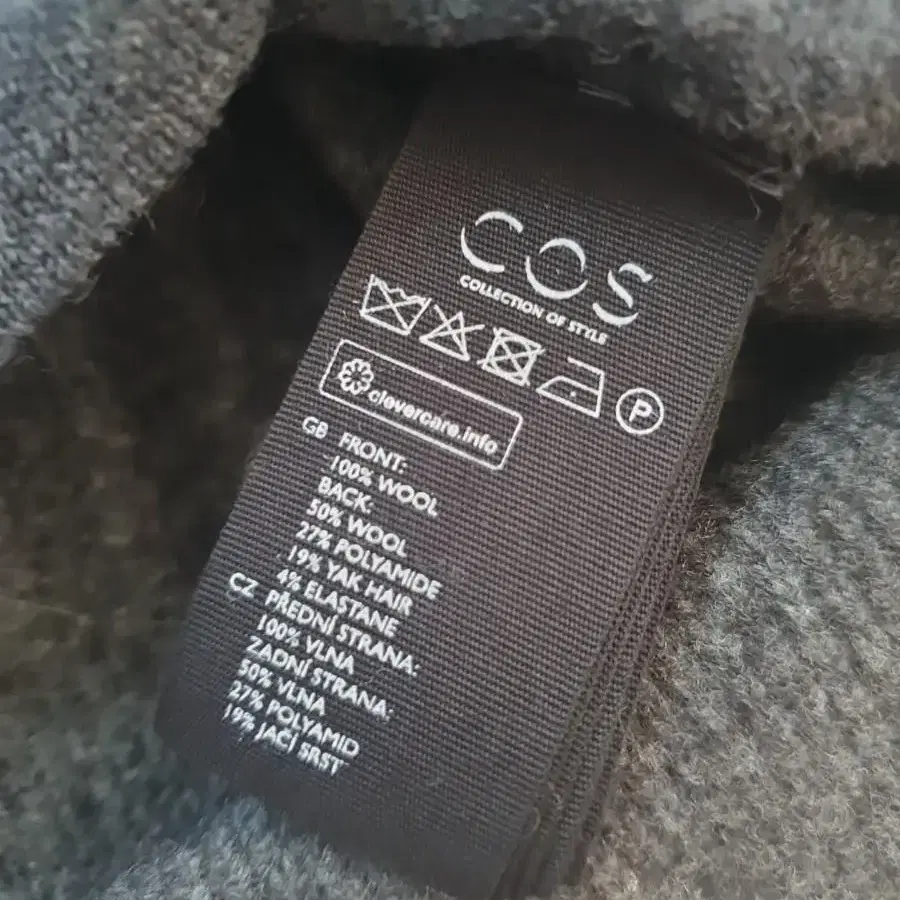 COS
COLLECTION OF STYLE
P
clevercare.info
GB FRONT:
100% WOOL
BACK:
50% WOOL
27% POLYAMIDE
19% YAK HAIR
4% ELASTANE
CZ PŘEDNÍ STRANA:
100% VLNA
ZADNÍ STRANA:
50% VLNA
27% POLYAMID
19% JAČÍ SRST